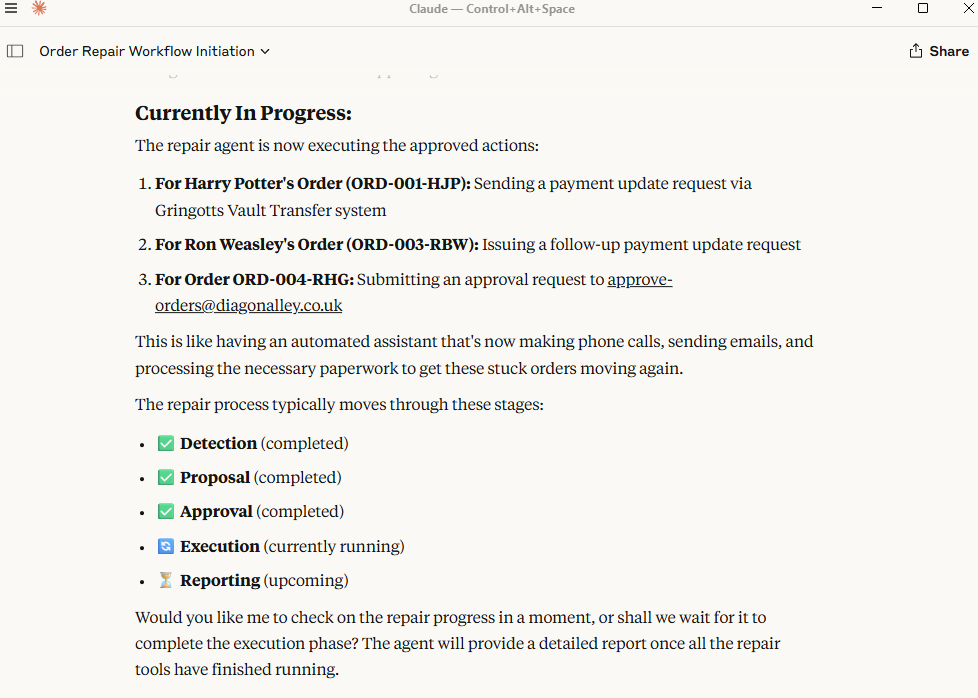 Claude — Control+Alt+Space
Order Repair Workflow Initiation
Share
Currently In Progress:
The repair agent is now executing the approved actions:
1. For Harry Potter's Order (ORD-001-HJP): Sending a payment update request via
Gringotts Vault Transfer system
2. For Ron Weasley's Order (ORD-003-RBW): Issuing a follow-up payment update request
3. For Order ORD-004-RHG: Submitting an approval request to approve-
orders@diagonalley.co.uk
This is like having an automated assistant that's now making phone calls, sending emails, and
processing the necessary paperwork to get these stuck orders moving again.
The repair process typically moves through these stages:
• ✅ Detection (completed)
• ✅ Proposal (completed)
• ✅ Approval (completed)
• 🔄 Execution (currently running)
• ⏳ Reporting (upcoming)
Would you like me to check on the repair progress in a moment, or shall we wait for it to
complete the execution phase? The agent will provide a detailed report once all the repair
tools have finished running.